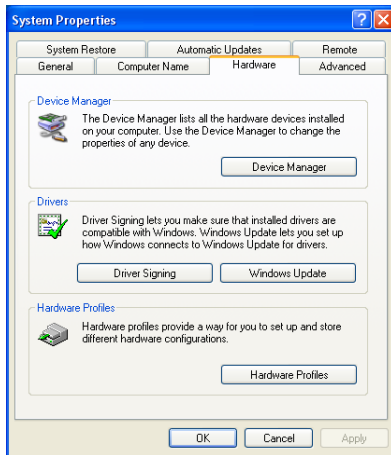 System Properties
System Restore Automatic Updates Remote
General Computer Name Hardware Advanced
Device Manager
The Device Manager lists all the hardware devices installed
on your computer. Use the Device Manager to change the
properties of any device.
Device Manager
Drivers
Driver Signing lets you make sure that installed drivers are
compatible with Windows. Windows Update lets you set up
how Windows connects to Windows Update for drivers.
Driver Signing Windows Update
Hardware Profiles
Hardware profiles provide a way for you to set up and store
different hardware configurations.
Hardware Profiles
OK Cancel Apply